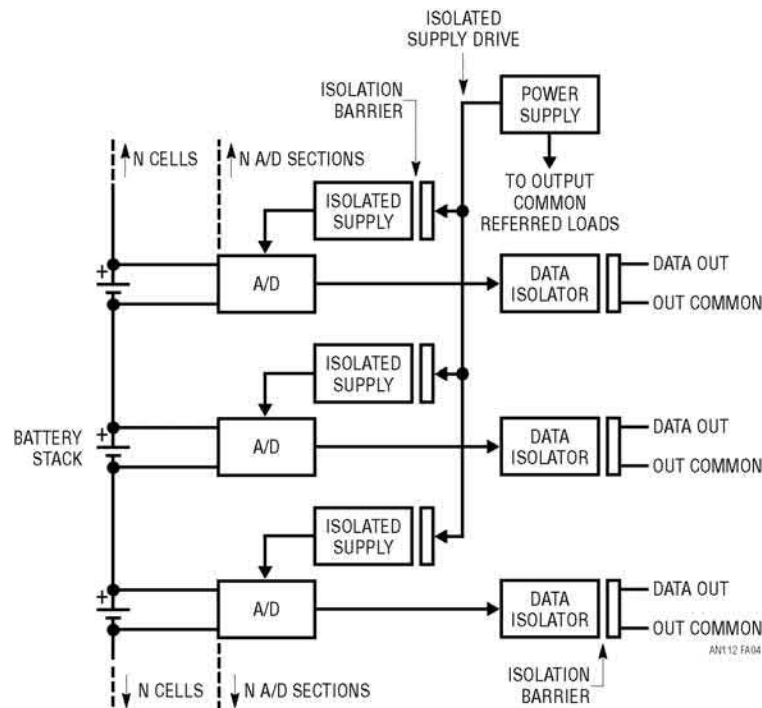 ISOLATED
SUPPLY DRIVE
ISOLATION
BARRIER
POWER
SUPPLY
N CELLS
N A/D SECTIONS
TO OUTPUT
COMMON
REFERRED LOADS
ISOLATED
SUPPLY
+
A/D
DATA
ISOLATOR
DATA OUT
OUT COMMON
ISOLATED
SUPPLY
BATTERY
STACK
+
A/D
DATA
ISOLATOR
DATA OUT
OUT COMMON
ISOLATED
SUPPLY
+
A/D
DATA
ISOLATOR
DATA OUT
OUT COMMON
AN112 FA04
N CELLS
N A/D SECTIONS
ISOLATION
BARRIER